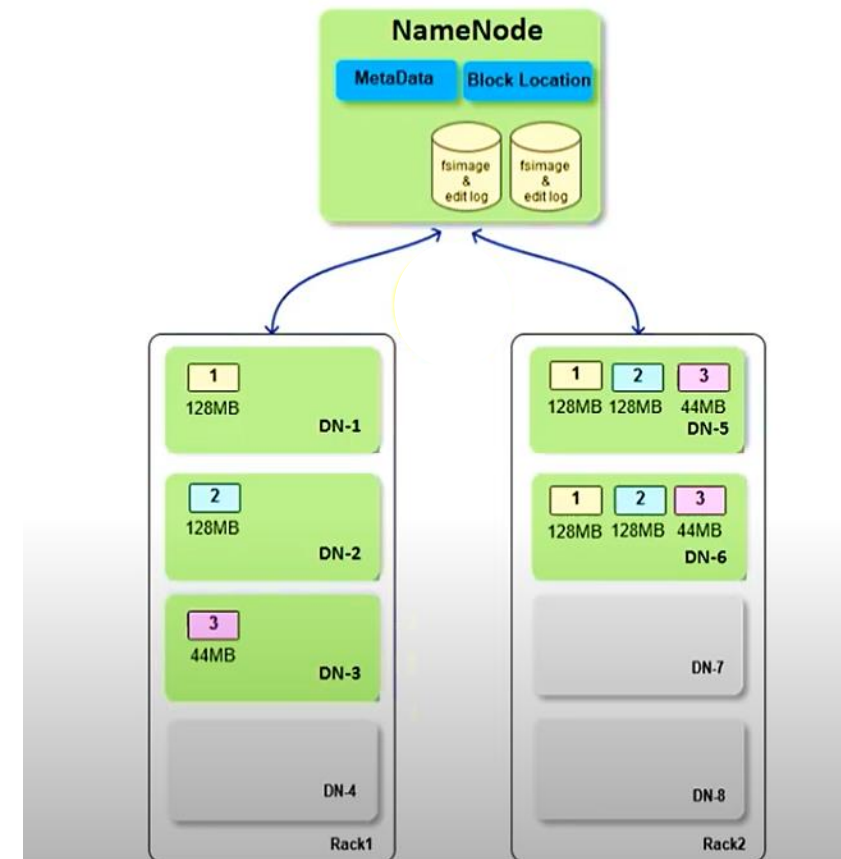 NameNode
MetaData
Block Location
fsimage
&
edit log
fsimage
&
edit log
1
128MB
DN-1
2
128MB
DN-2
3
44MB
DN-3
DN-4
Rack1
1 2 3
128MB 128MB 44MB
DN-5
1 2 3
128MB 128MB 44MB
DN-6
DN-7
DN-8
Rack2